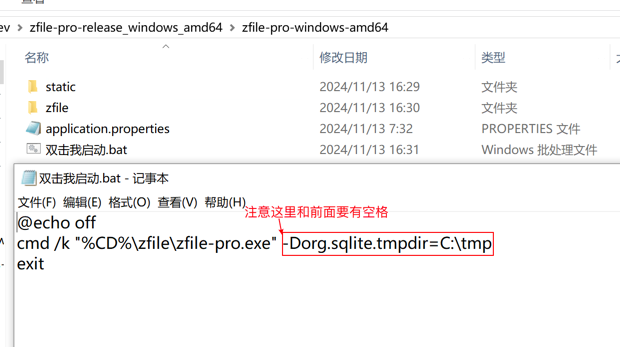 ev > zfile-pro-release_windows_amd64 > zfile-pro-windows-amd64
名称 修改日期 类型
static 2024/11/13 16:29 文件夹
zfile 2024/11/13 16:30 文件夹
application.properties 2024/11/13 7:32 PROPERTIES 文件
双击我启动.bat 2024/11/13 16:31 Windows 批处理文件
双击我启动.bat - 记事本
文件(F) 编辑(E) 格式(O) 查看(V) 帮助(H)
注意这里和前面要有空格
@echo off
cmd /k "%CD%\zfile\zfile-pro.exe" -Dorg.sqlite.tmpdir=C:\tmp
exit